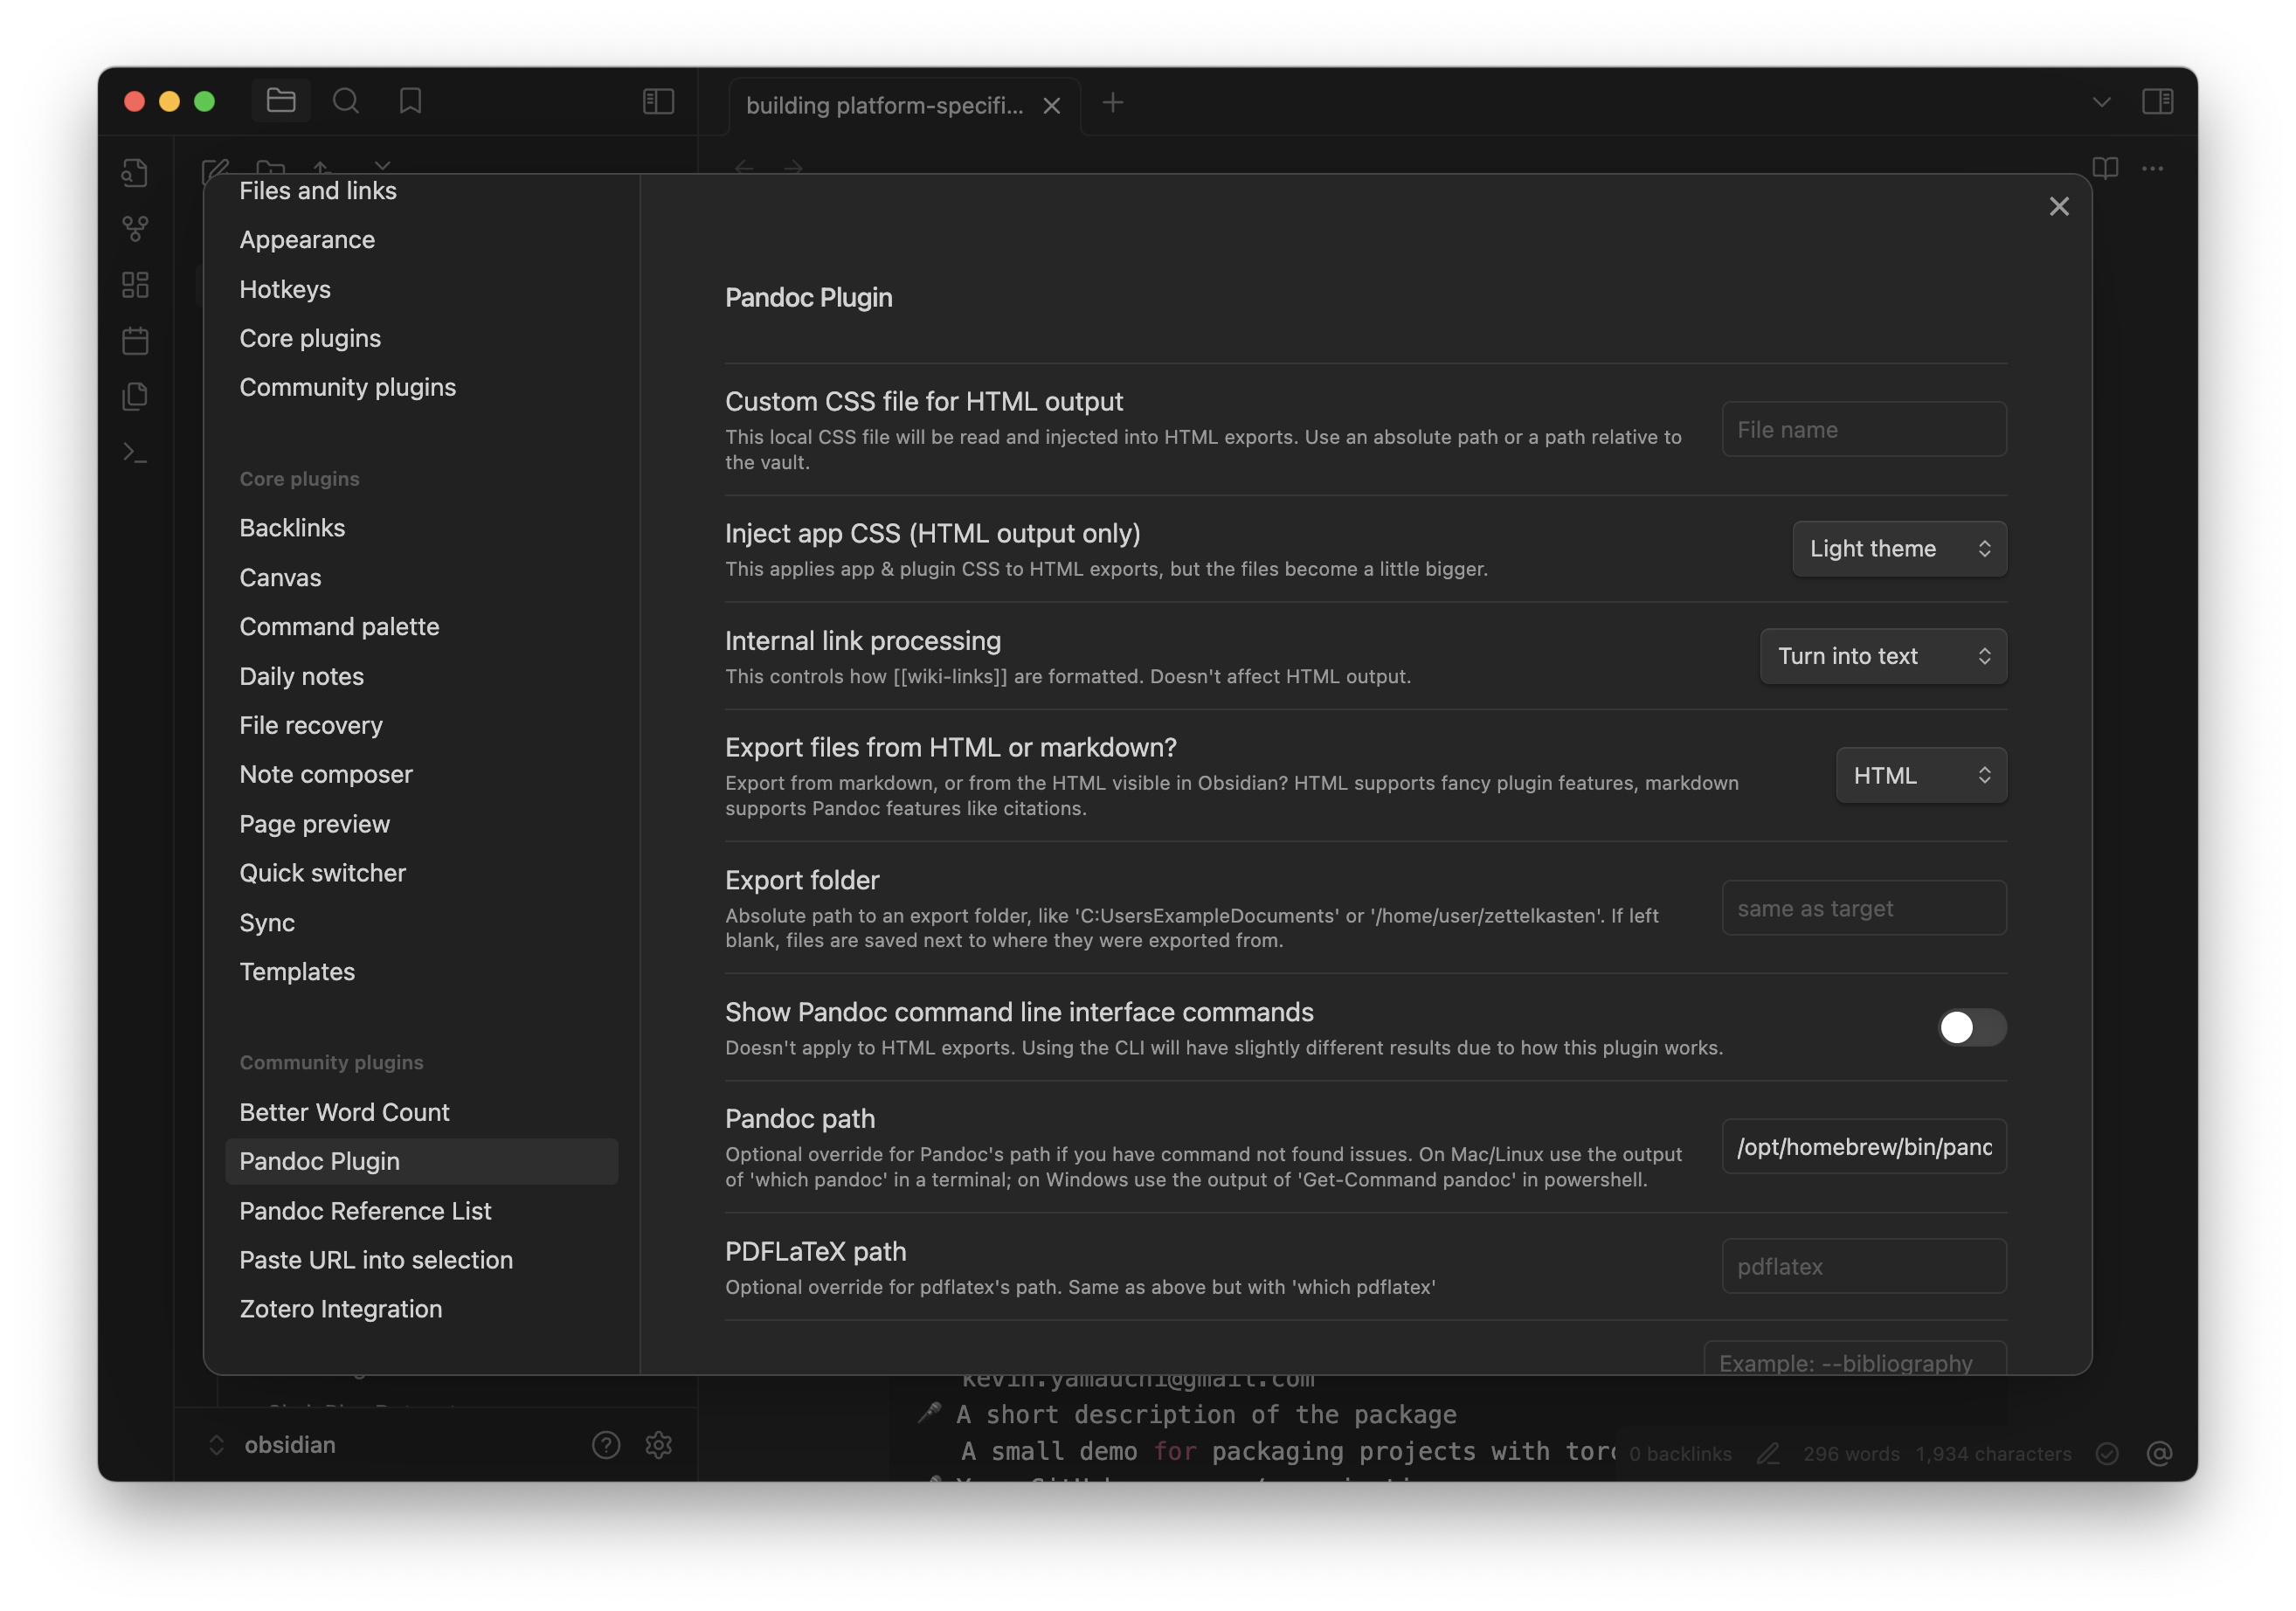 building platform-specifi...
Files and links
Appearance
Hotkeys
Core plugins
Community plugins
Core plugins
Backlinks
Canvas
Command palette
Daily notes
File recovery
Note composer
Page preview
Quick switcher
Sync
Templates
Community plugins
Better Word Count
Pandoc Plugin
Pandoc Reference List
Paste URL into selection
Zotero Integration
Pandoc Plugin
Custom CSS file for HTML output
This local CSS file will be read and injected into HTML exports. Use an absolute path or a path relative to
the vault.
File name
Inject app CSS (HTML output only)
This applies app & plugin CSS to HTML exports, but the files become a little bigger.
Light theme
Internal link processing
This controls how [[wiki-links]] are formatted. Doesn't affect HTML output.
Turn into text
Export files from HTML or markdown?
Export from markdown, or from the HTML visible in Obsidian? HTML supports fancy plugin features, markdown
supports Pandoc features like citations.
HTML
Export folder
Absolute path to an export folder, like 'C:UsersExampleDocuments' or '/home/user/zettelkasten'. If left
blank, files are saved next to where they were exported from.
same as target
Show Pandoc command line interface commands
Doesn't apply to HTML exports. Using the CLI will have slightly different results due to how this plugin works.
Pandoc path
Optional override for Pandoc's path if you have command not found issues. On Mac/Linux use the output
of 'which pandoc' in a terminal; on Windows use the output of 'Get-Command pandoc' in powershell.
/opt/homebrew/bin/pand
PDFLaTeX path
Optional override for pdflatex's path. Same as above but with 'which pdflatex'
pdflatex
Example: --bibliography
kevin.yamauchi@gmail.com
A short description of the package
A small demo for packaging projects with torc
obsidian
0 backlinks
296 words
1,934 characters